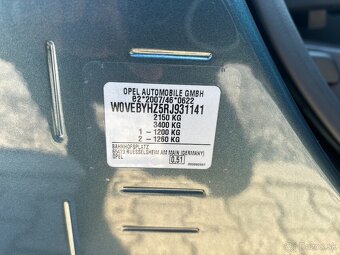 OPEL AUTOMOBILE GMBH
e2*2007/46*0622
W0VEBYHZ5RJ931141
2150 KG
3400 KG
1 - 1200 KG
2 - 1260 KG
BAHNHOFSPLATZ
65423 RUESSELSHEIM AM MAIN (GERMANY)
OPEL
0.51